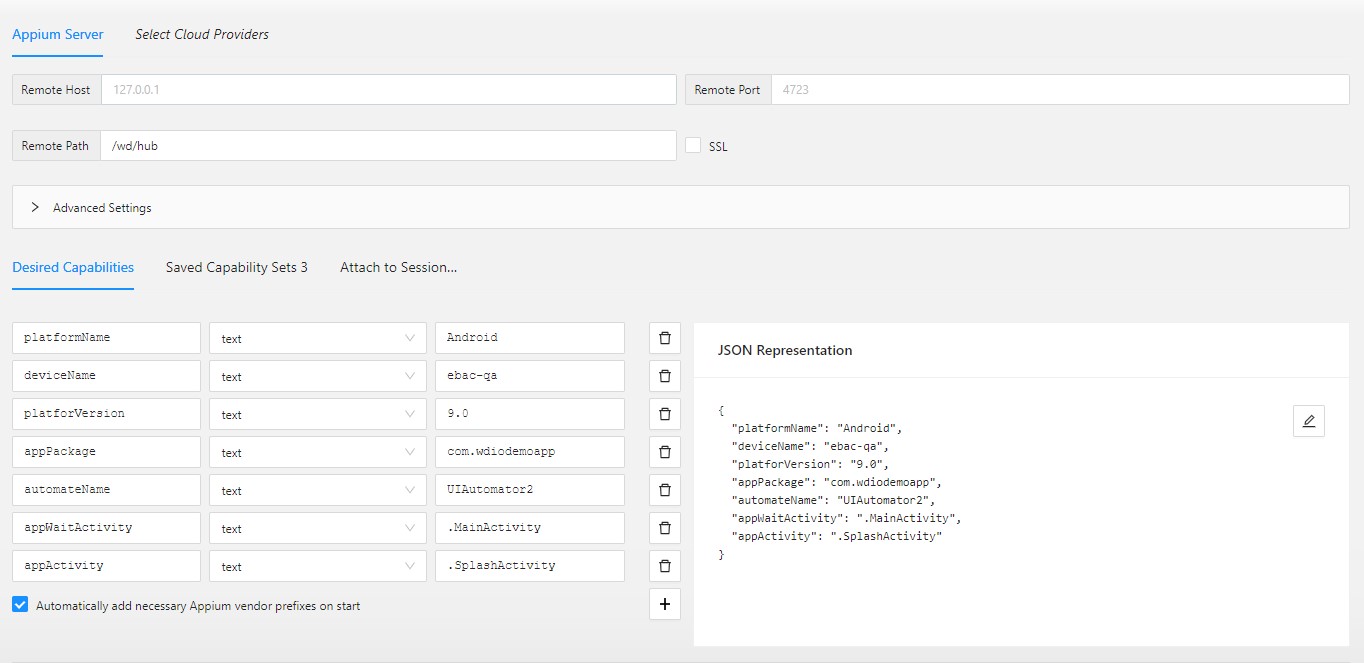 Appium Server Select Cloud Providers
Remote Host 127.0.0.1 Remote Port 4723
Remote Path /wd/hub SSL
Advanced Settings
Desired Capabilities Saved Capability Sets 3 Attach to Session...
platformName text Android
deviceName text ebac-qa
platforVersion text 9.0
appPackage text com.wdiodemoapp
automateName text UIAutomator2
appWaitActivity text .MainActivity
appActivity text .SplashActivity
Automatically add necessary Appium vendor prefixes on start
JSON Representation
{
"platformName": "Android",
"deviceName": "ebac-qa",
"platforVersion": "9.0",
"appPackage": "com.wdiodemoapp",
"automateName": "UIAutomator2",
"appWaitActivity": ".MainActivity",
"appActivity": ".SplashActivity"
}